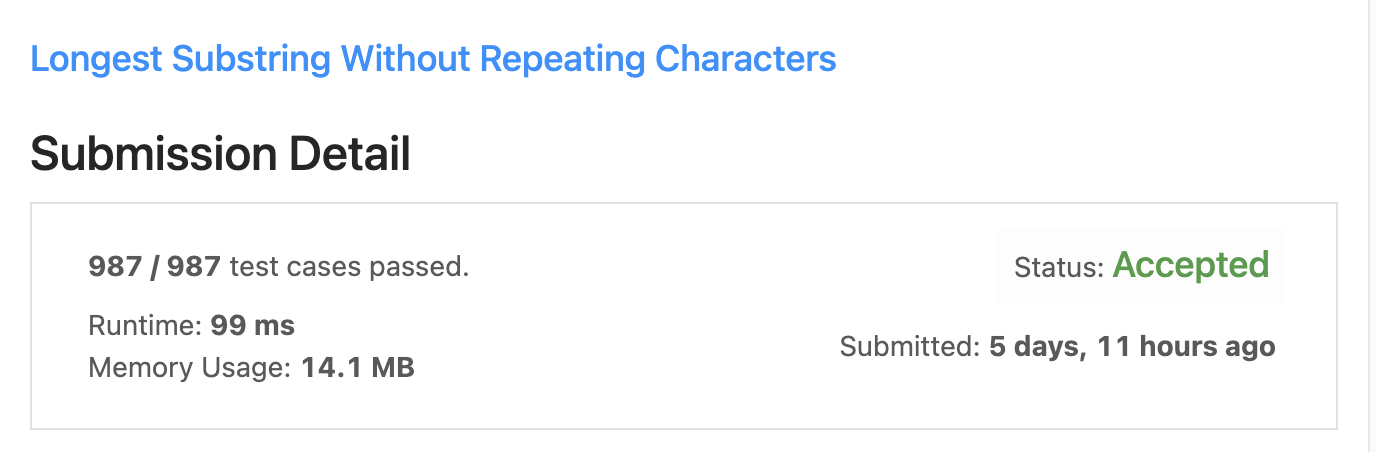 Longest Substring Without Repeating Characters
Submission Detail
987 / 987 test cases passed.
Status: Accepted
Runtime: 99 ms
Submitted: 5 days, 11 hours ago
Memory Usage: 14.1 MB